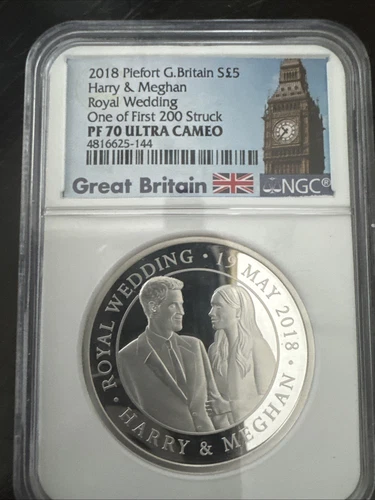 2018 Piefort G.Britain S£5
Harry & Meghan
Royal Wedding
One of First 200 Struck
PF 70 ULTRA CAMEO
4816625-144
Great Britain NGC®
ROYAL WEDDING · 19 MAY 2018 ·
HARRY & MEGHAN